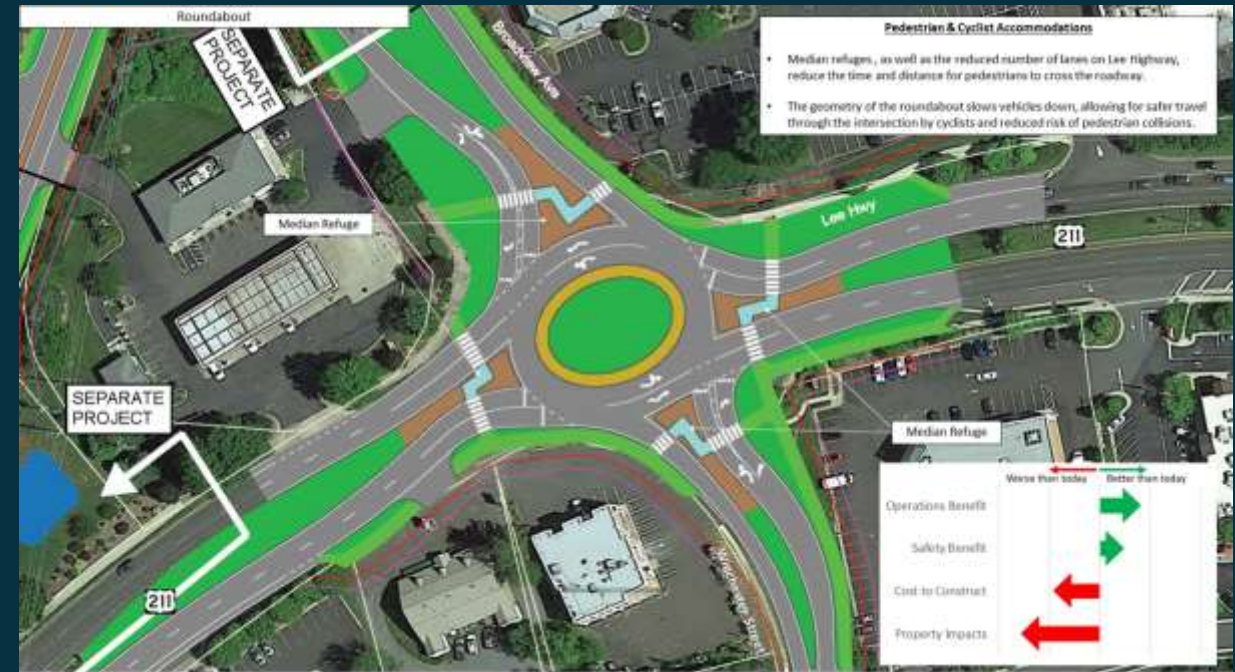 Roundabout
SEPARATE
PROJECT
Broadview Ave
Pedestrian & Cyclist Accommodations
• Median refuges, as well as the reduced number of lanes on Lee Highway,
reduce the time and distance for pedestrians to cross the roadway.
• The geometry of the roundabout slows vehicles down, allowing for safer travel
through the intersection by cyclists and reduced risk of pedestrian collisions.
Lee Hwy
211
Median Refuge
SEPARATE
PROJECT
Median Refuge
211
Worse than today
Better than today
Operations Benefit
Safety Benefit
Cost to Construct
Property Impacts